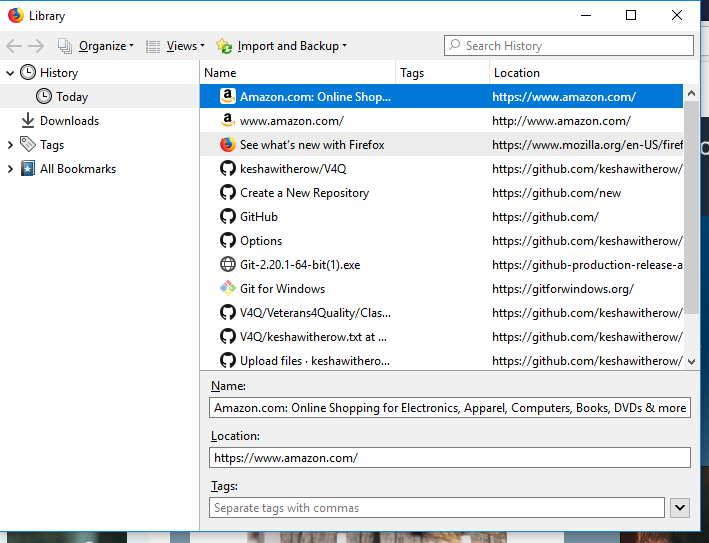 Library
Organize Views Import and Backup Search History
History
Today
Downloads
Tags
All Bookmarks
Name Tags Location
Amazon.com: Online Shop... https://www.amazon.com/
www.amazon.com/ http://www.amazon.com/
See what's new with Firefox https://www.mozilla.org/en-US/firef
keshawitherow/V4Q https://github.com/keshawitherow/
Create a New Repository https://github.com/new
GitHub https://github.com/
Options https://github.com/keshawitherow/
Git-2.20.1-64-bit(1).exe https://github-production-release-a
Git for Windows https://gitforwindows.org/
V4Q/Veterans4Quality/Clas... https://github.com/keshawitherow/
V4Q/keshawitherow.txt at ... https://github.com/keshawitherow/
Upload files · keshawithero... https://github.com/keshawitherow/
Name:
Amazon.com: Online Shopping for Electronics, Apparel, Computers, Books, DVDs & more
Location:
https://www.amazon.com/
Tags:
Separate tags with commas